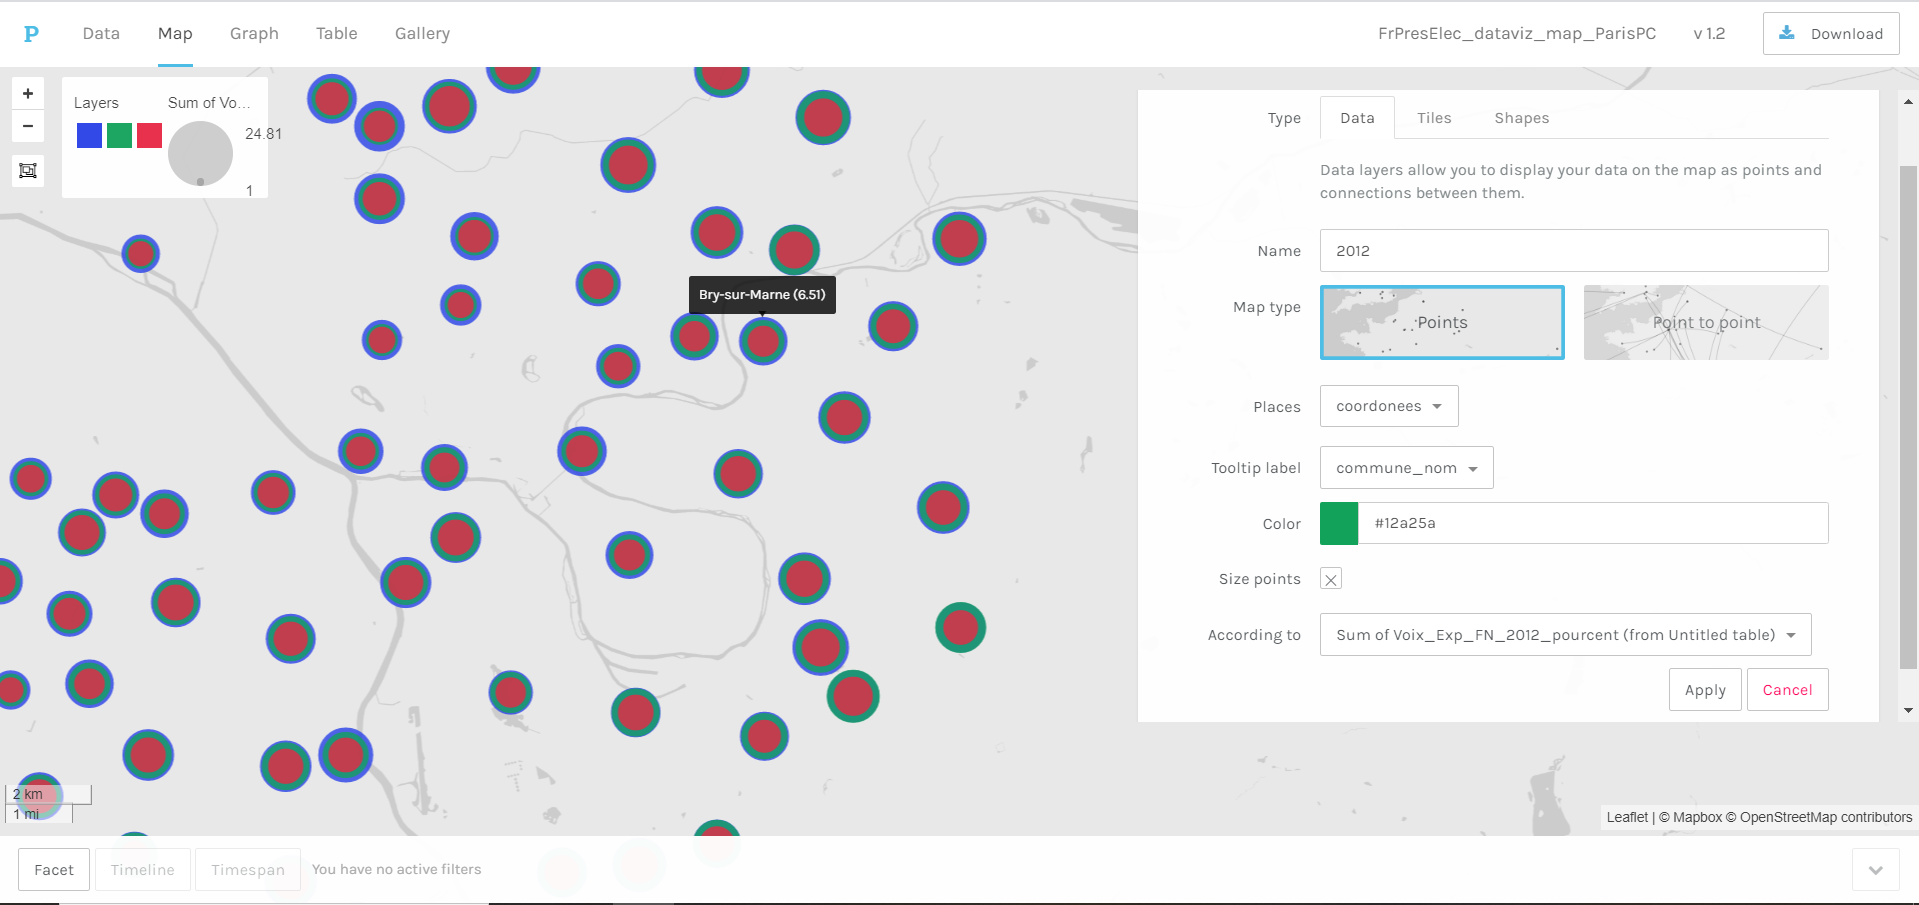 P
Data
Map
Graph
Table
Gallery
FrPresElec_dataviz_map_ParisPC
v 1.2
Download
+
−
Layers
Sum of Vo...
24.81
1
Bry-sur-Marne (6.51)
Type
Data
Tiles
Shapes
Data layers allow you to display your data on the map as points and
connections between them.
Name
2012
Map type
Points
Point to point
Places
coordonees
Tooltip label
commune_nom
Color
#12a25a
Size points
According to
Sum of Voix_Exp_FN_2012_pourcent (from Untitled table)
Apply
Cancel
2 km
1 mi
Leaflet | © Mapbox © OpenStreetMap contributors
Facet
Timeline
Timespan
You have no active filters